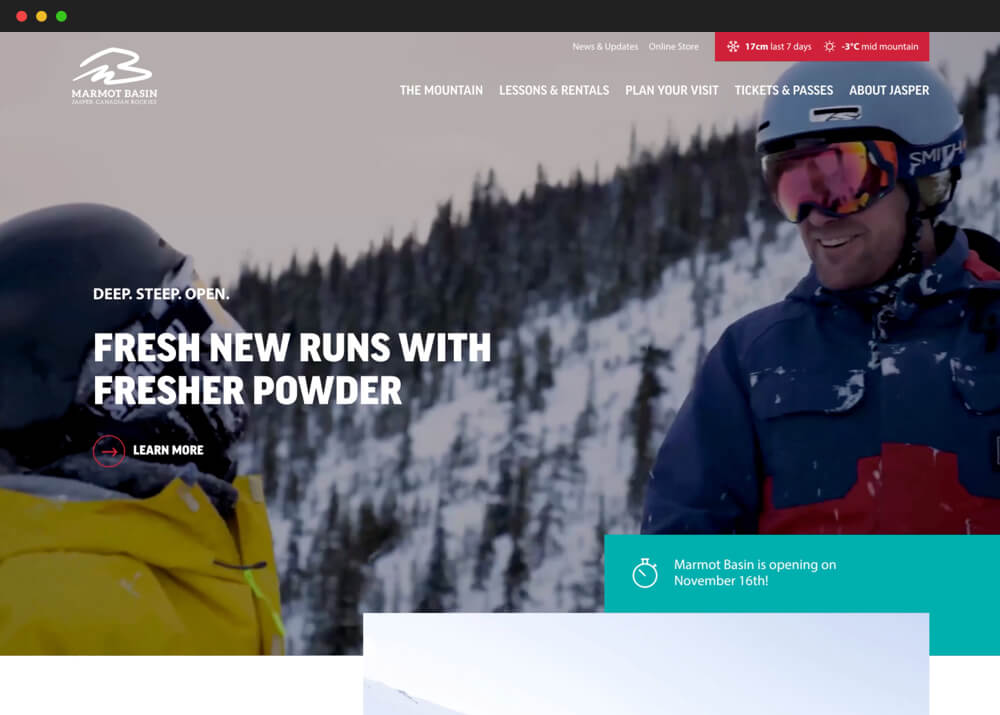 News & Updates Online Store 17cm last 7 days -3°C mid mountain
MARMOT BASIN
JASPER CANADIAN ROCKIES
THE MOUNTAIN LESSONS & RENTALS PLAN YOUR VISIT TICKETS & PASSES ABOUT JASPER
SMITH
DEEP. STEEP. OPEN.
FRESH NEW RUNS WITH
FRESHER POWDER
LEARN MORE
Marmot Basin is opening on
November 16th!